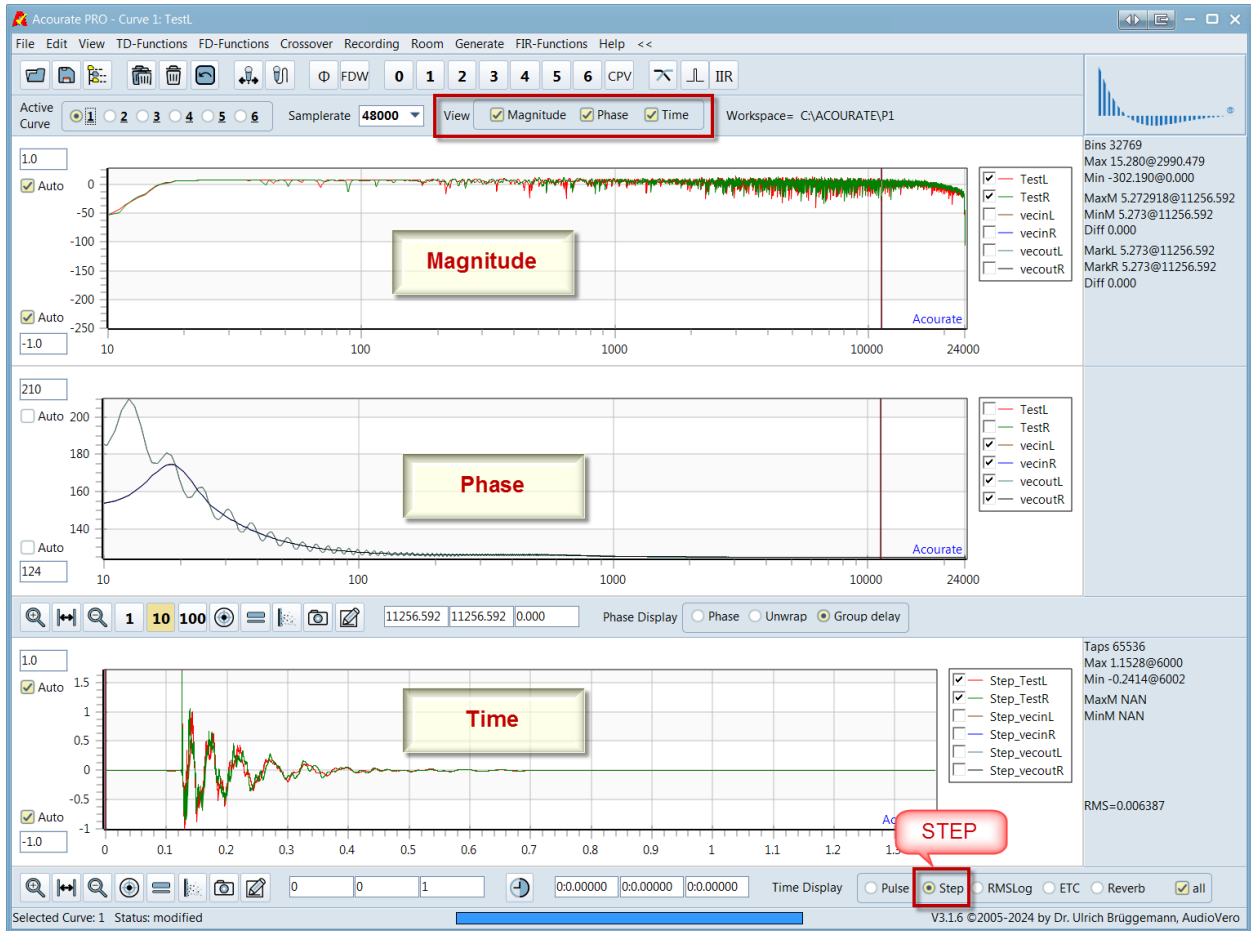 Acourate PRO - Curve 1: TestL
File Edit View TD-Functions FD-Functions Crossover Recording Room Generate FIR-Functions Help <<
Φ FDW 0 1 2 3 4 5 6 CPV IIR
Active Curve 1 2 3 4 5 6 Samplerate 48000 View Magnitude Phase Time Workspace= C:\ACOURATE\P1
®
1.0
Auto
0
-50
-100
-150
-200
-250
Auto
-1.0
Magnitude
Acourate
10 100 1000 10000 24000
TestL
TestR
vecinL
vecinR
vecoutL
vecoutR
Bins 32769
Max 15.280@2990.479
Min -302.190@0.000
MaxM 5.272918@11256.592
MinM 5.273@11256.592
Diff 0.000
MarkL 5.273@11256.592
MarkR 5.273@11256.592
Diff 0.000
210
Auto
200
180
160
140
Auto
124
Phase
Acourate
10 100 1000 10000 24000
TestL
TestR
vecinL
vecinR
vecoutL
vecoutR
1 10 100 11256.592 11256.592 0.000 Phase Display Phase Unwrap Group delay
1.0
Auto
1.5
1
0.5
0
-0.5
-1
Auto
-1.0
Time
0 0.1 0.2 0.3 0.4 0.5 0.6 0.7 0.8 0.9 1 1.1 1.2
Step_TestL
Step_TestR
Step_vecinL
Step_vecinR
Step_vecoutL
Step_vecoutR
Taps 65536
Max 1.1528@6000
Min -0.2414@6002
MaxM NAN
MinM NAN
RMS=0.006387
STEP
0 0 1 0:0.00000 0:0.00000 0:0.00000 Time Display Pulse Step RMSLog ETC Reverb all
Selected Curve: 1 Status: modified V3.1.6 ©2005-2024 by Dr. Ulrich Brüggemann, AudioVero